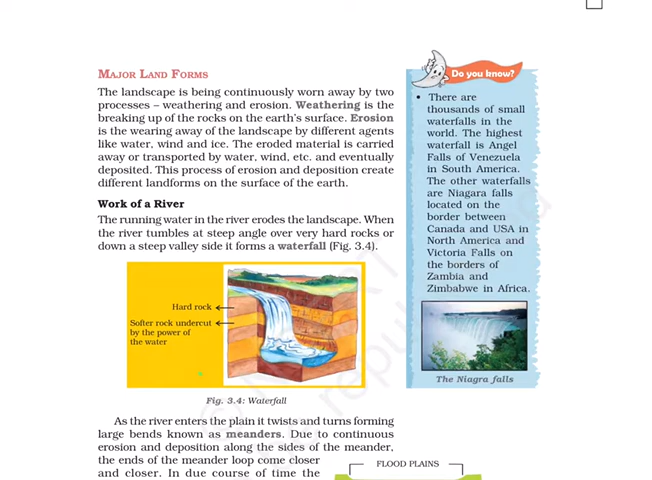 MAJOR LAND FORMS
The landscape is being continuously worn away by two
processes – weathering and erosion. Weathering is the
breaking up of the rocks on the earth's surface. Erosion
is the wearing away of the landscape by different agents
like water, wind and ice. The eroded material is carried
away or transported by water, wind, etc. and eventually
deposited. This process of erosion and deposition create
different landforms on the surface of the earth.
Work of a River
The running water in the river erodes the landscape. When
the river tumbles at steep angle over very hard rocks or
down a steep valley side it forms a waterfall (Fig. 3.4).
Hard rock
Softer rock undercut
by the power of
the water
Fig. 3.4: Waterfall
As the river enters the plain it twists and turns forming
large bends known as meanders. Due to continuous
erosion and deposition along the sides of the meander,
the ends of the meander loop come closer
and closer. In due course of time the
FLOOD PLAINS
Do you know?
• There are
thousands of small
waterfalls in the
world. The highest
waterfall is Angel
Falls of Venezuela
in South America.
The other waterfalls
are Niagara falls
located on the
border between
Canada and USA in
North America and
Victoria Falls on
the borders of
Zambia and
Zimbabwe in Africa.
The Niagra falls